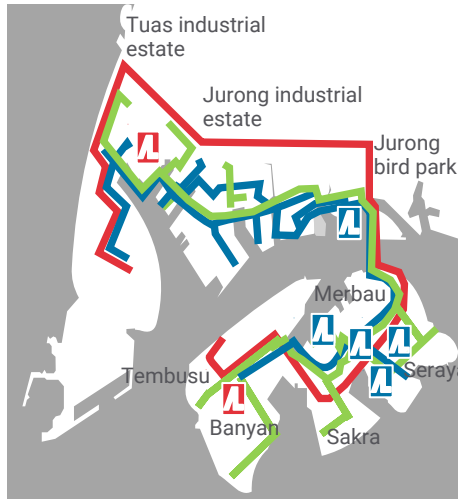 Tuas industrial
estate
Jurong industrial
estate
Jurong
bird park
Merbau
Tembusu
Seraya
Banyan
Sakra